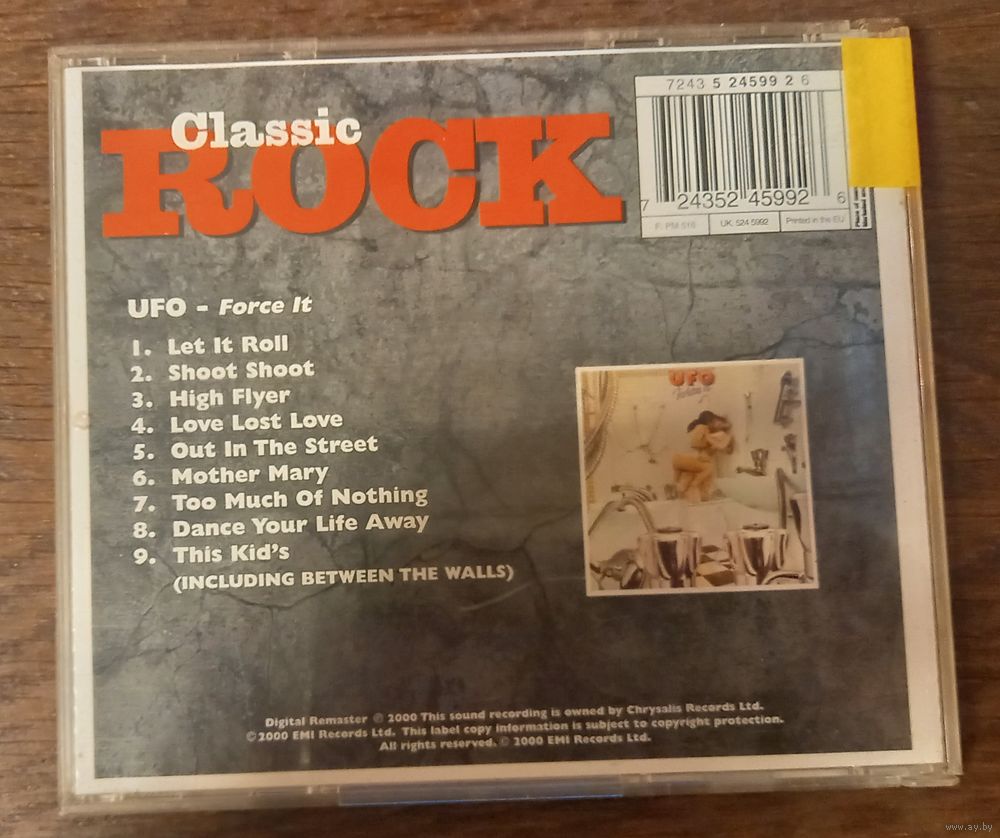 Classic
ROCK
7243 5 24599 2 6
7 24352 45992 6
F: PM 518
UK: 524 5992
Printed in the EU
UFO - Force It
1. Let It Roll
2. Shoot Shoot
3. High Flyer
4. Love Lost Love
5. Out In The Street
6. Mother Mary
7. Too Much Of Nothing
8. Dance Your Life Away
9. This Kid's
(INCLUDING BETWEEN THE WALLS)
UFO
Digital Remaster ℗ 2000 This sound recording is owned by Chrysalis Records Ltd.
© 2000 EMI Records Ltd. This label copy information is subject to copyright protection.
All rights reserved. © 2000 EMI Records Ltd.
www.ay.by